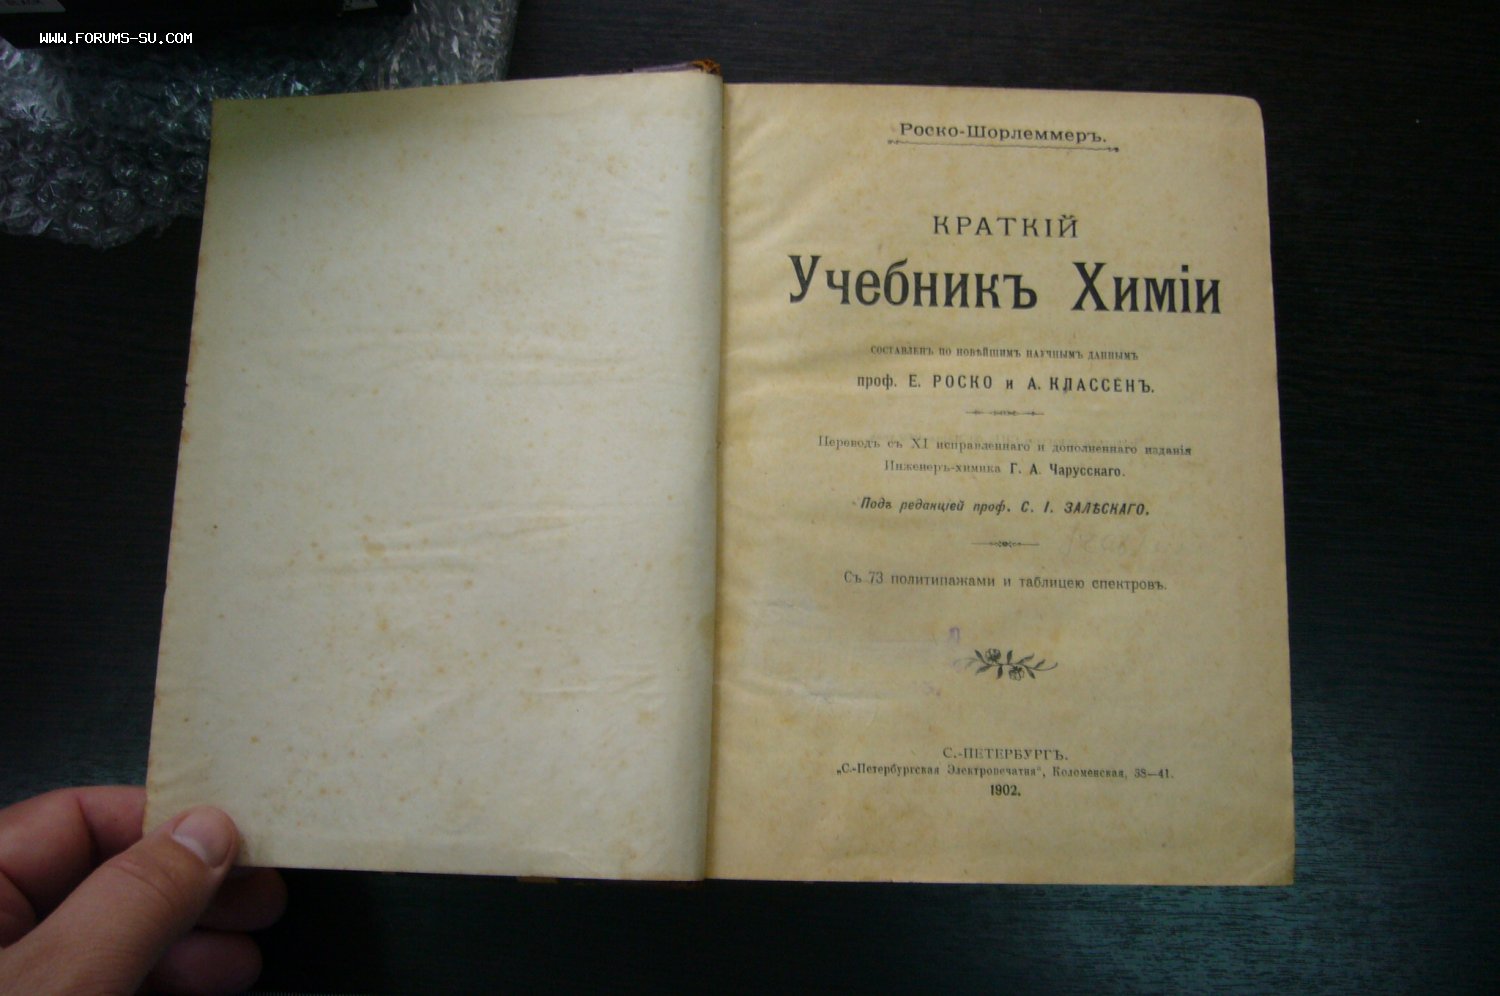 WWW.FORUMS-SU.COM
Роско-Шорлеммеръ.
КРАТКІЙ
Учебникъ Химіи
СОСТАВЛЕНЪ ПО НОВѢЙШИМЪ НАУЧНЫМЪ ДАННЫМЪ
проф. Е. РОСКО и А. КЛАССЕНЪ.
Переводъ съ XI исправленнаго и дополненнаго изданія
Инженеръ-химика Г. А. Чарусскаго.
Подъ редакціей проф. С. І. ЗАЛѢСКАГО.
Съ 73 политипажами и таблицею спектровъ.
С.-ПЕТЕРБУРГЪ.
„С.-Петербургская Электропечатня", Коломенская, 38—41.
1902.